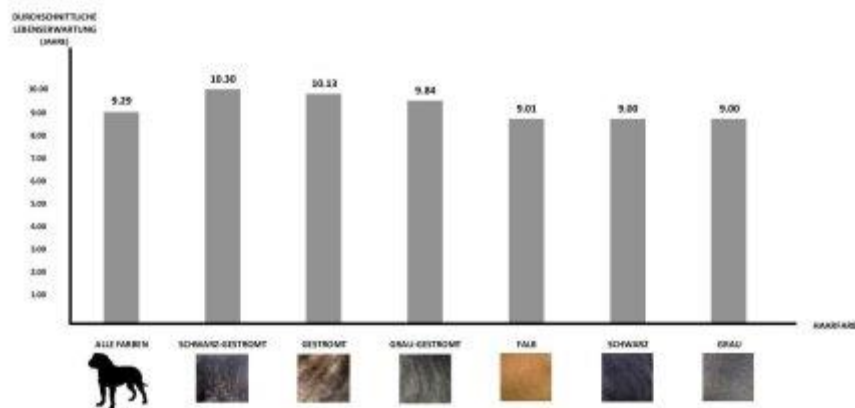 DURCHSCHNITTLICHE
LEBENSERWARTUNG
(JAHRE)
10.00
9.00
8.00
7.00
6.00
5.00
4.00
3.00
2.00
1.00
9.29
10.30
10.13
9.84
9.01
9.00
9.00
HAARFARBE
ALLE FARBEN
SCHWARZ-GESTROMT
GESTROMT
GRAU-GESTROMT
FALB
SCHWARZ
GRAU